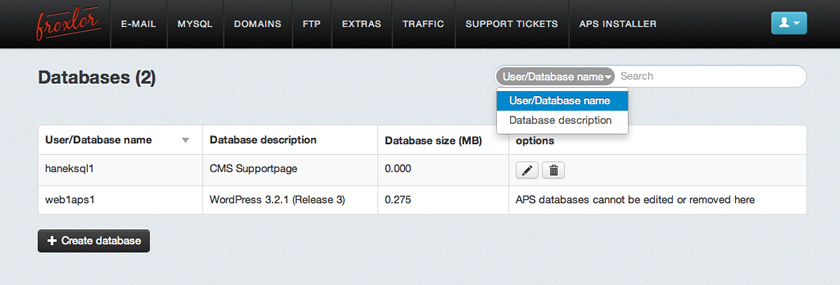 froxlor
E-MAIL MYSQL DOMAINS FTP EXTRAS TRAFFIC SUPPORT TICKETS APS INSTALLER
Databases (2)
User/Database name Search
User/Database name
Database description
User/Database name Database description Database size (MB) options
haneksql1 CMS Supportpage 0.000
web1aps1 WordPress 3.2.1 (Release 3) 0.275 APS databases cannot be edited or removed here
Create database